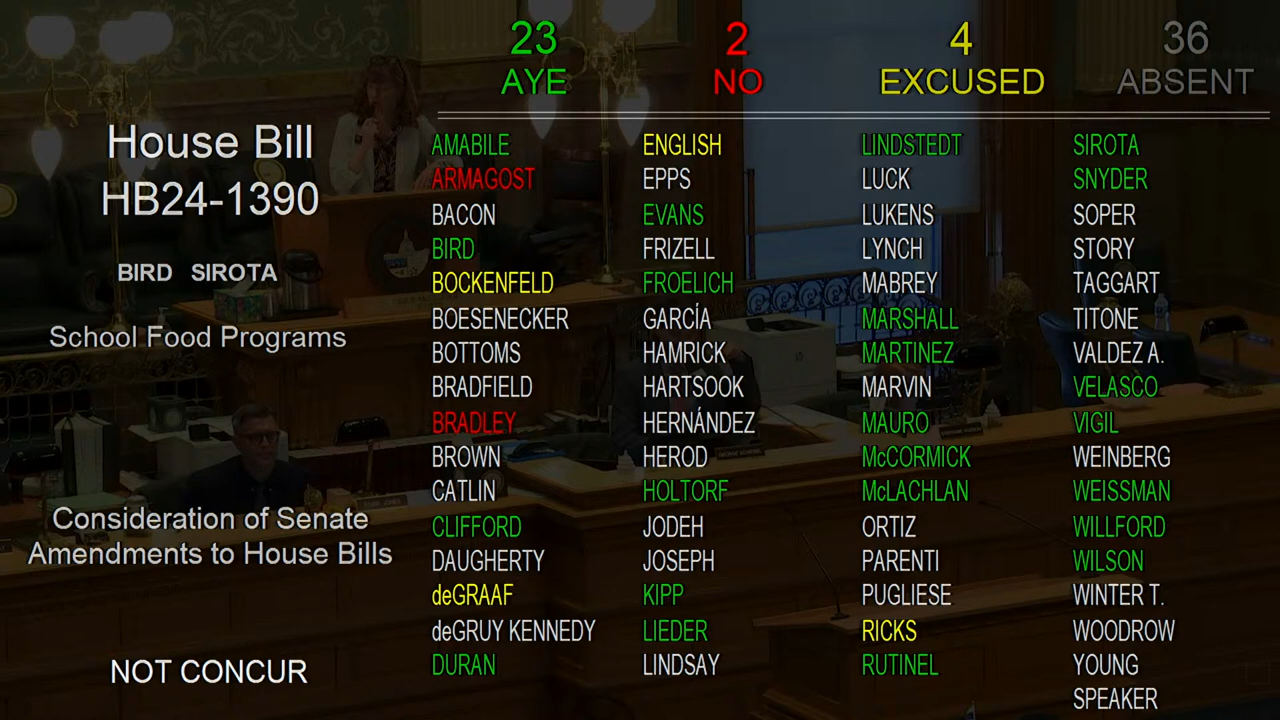 23 2 4 36
AYE NO EXCUSED ABSENT
House Bill
HB24-1390
BIRD SIROTA
School Food Programs
Consideration of Senate
Amendments to House Bills
NOT CONCUR
AMABILE
ARMAGOST
BACON
BIRD
BOCKENFELD
BOESENECKER
BOTTOMS
BRADFIELD
BRADLEY
BROWN
CATLIN
CLIFFORD
DAUGHERTY
deGRAAF
deGRUY KENNEDY
DURAN
ENGLISH
EPPS
EVANS
FRIZELL
FROELICH
GARCÍA
HAMRICK
HARTSOOK
HERNÁNDEZ
HEROD
HOLTORF
JODEH
JOSEPH
KIPP
LIEDER
LINDSAY
LINDSTEDT
LUCK
LUKENS
LYNCH
MABREY
MARSHALL
MARTINEZ
MARVIN
MAURO
McCORMICK
McLACHLAN
ORTIZ
PARENTI
PUGLIESE
RICKS
RUTINEL
SIROTA
SNYDER
SOPER
STORY
TAGGART
TITONE
VALDEZ A.
VELASCO
VIGIL
WEINBERG
WEISSMAN
WILLFORD
WILSON
WINTER T.
WOODROW
YOUNG
SPEAKER